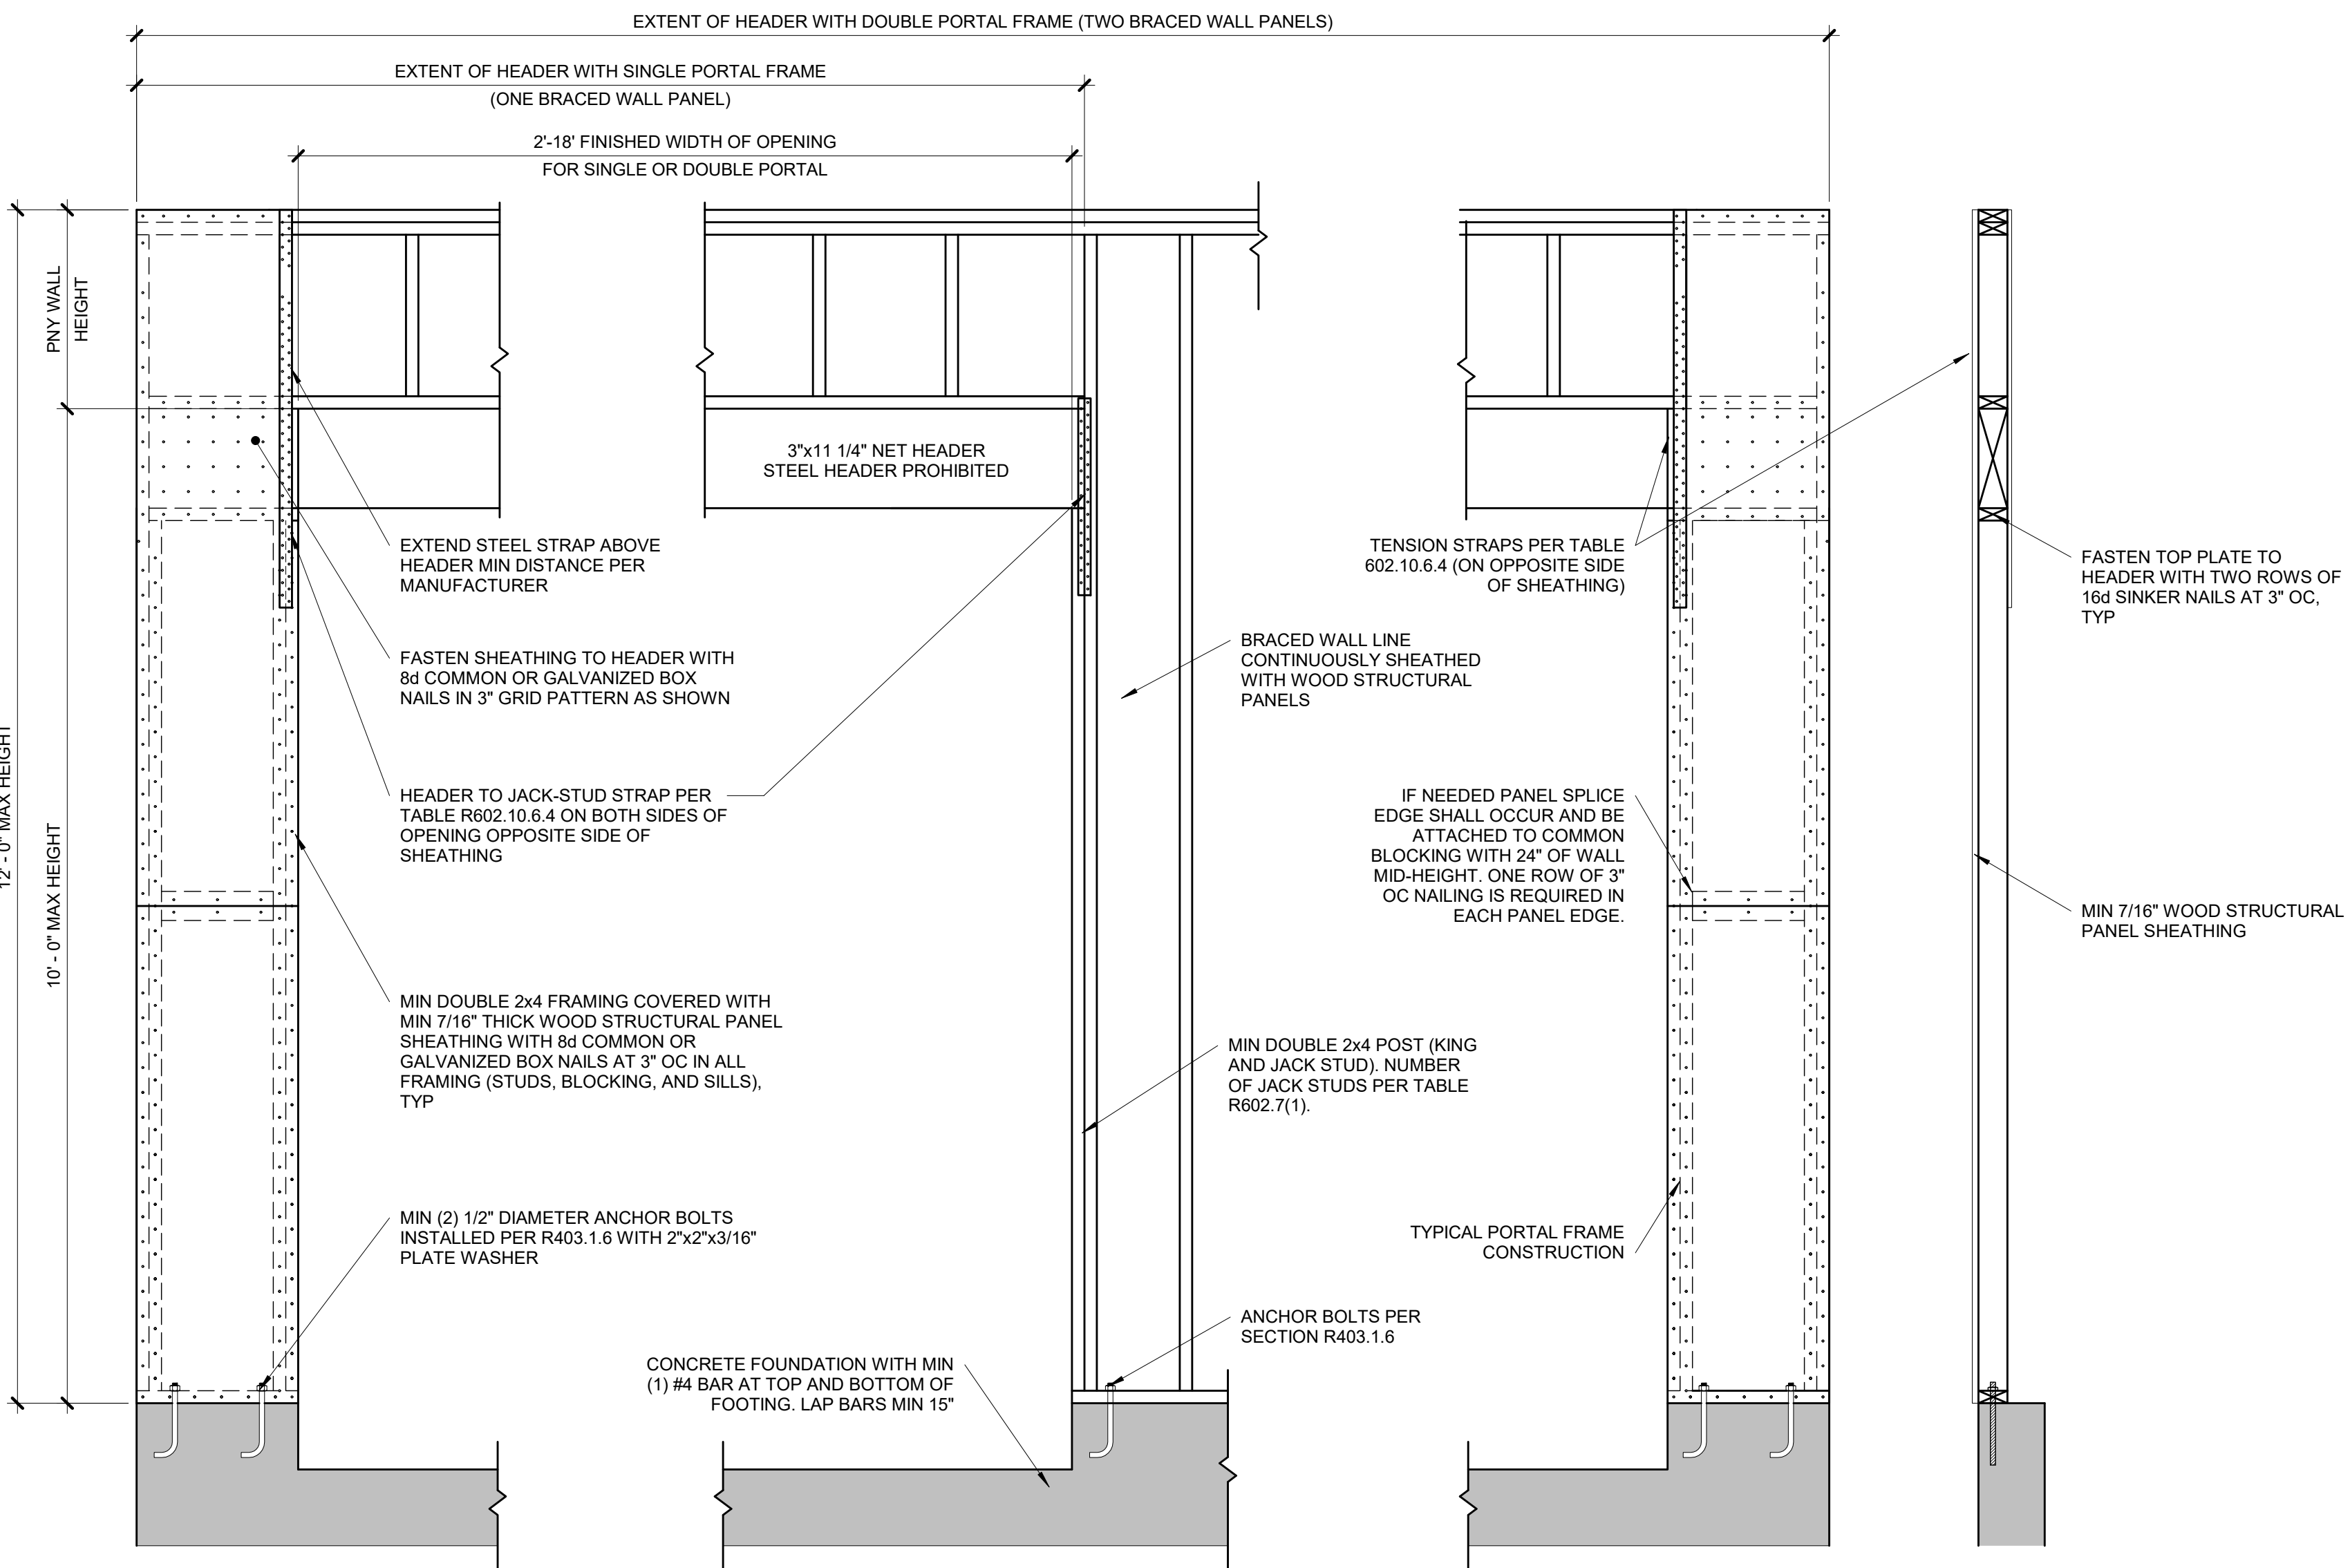 EXTENT OF HEADER WITH DOUBLE PORTAL FRAME (TWO BRACED WALL PANELS)
EXTENT OF HEADER WITH SINGLE PORTAL FRAME
(ONE BRACED WALL PANEL)
2'-18' FINISHED WIDTH OF OPENING
FOR SINGLE OR DOUBLE PORTAL
PNY WALL
HEIGHT
12' - 0" MAX HEIGHT
10' - 0" MAX HEIGHT
3"x11 1/4" NET HEADER
STEEL HEADER PROHIBITED
EXTEND STEEL STRAP ABOVE
HEADER MIN DISTANCE PER
MANUFACTURER
FASTEN SHEATHING TO HEADER WITH
8d COMMON OR GALVANIZED BOX
NAILS IN 3" GRID PATTERN AS SHOWN
HEADER TO JACK-STUD STRAP PER
TABLE R602.10.6.4 ON BOTH SIDES OF
OPENING OPPOSITE SIDE OF
SHEATHING
MIN DOUBLE 2x4 FRAMING COVERED WITH
MIN 7/16" THICK WOOD STRUCTURAL PANEL
SHEATHING WITH 8d COMMON OR
GALVANIZED BOX NAILS AT 3" OC IN ALL
FRAMING (STUDS, BLOCKING, AND SILLS),
TYP
MIN (2) 1/2" DIAMETER ANCHOR BOLTS
INSTALLED PER R403.1.6 WITH 2"x2"x3/16"
PLATE WASHER
CONCRETE FOUNDATION WITH MIN
(1) #4 BAR AT TOP AND BOTTOM OF
FOOTING. LAP BARS MIN 15"
BRACED WALL LINE
CONTINUOUSLY SHEATHED
WITH WOOD STRUCTURAL
PANELS
MIN DOUBLE 2x4 POST (KING
AND JACK STUD). NUMBER
OF JACK STUDS PER TABLE
R602.7(1).
ANCHOR BOLTS PER
SECTION R403.1.6
TENSION STRAPS PER TABLE
602.10.6.4 (ON OPPOSITE SIDE
OF SHEATHING)
IF NEEDED PANEL SPLICE
EDGE SHALL OCCUR AND BE
ATTACHED TO COMMON
BLOCKING WITH 24" OF WALL
MID-HEIGHT. ONE ROW OF 3"
OC NAILING IS REQUIRED IN
EACH PANEL EDGE.
TYPICAL PORTAL FRAME
CONSTRUCTION
FASTEN TOP PLATE TO
HEADER WITH TWO ROWS OF
16d SINKER NAILS AT 3" OC,
TYP
MIN 7/16" WOOD STRUCTURAL
PANEL SHEATHING